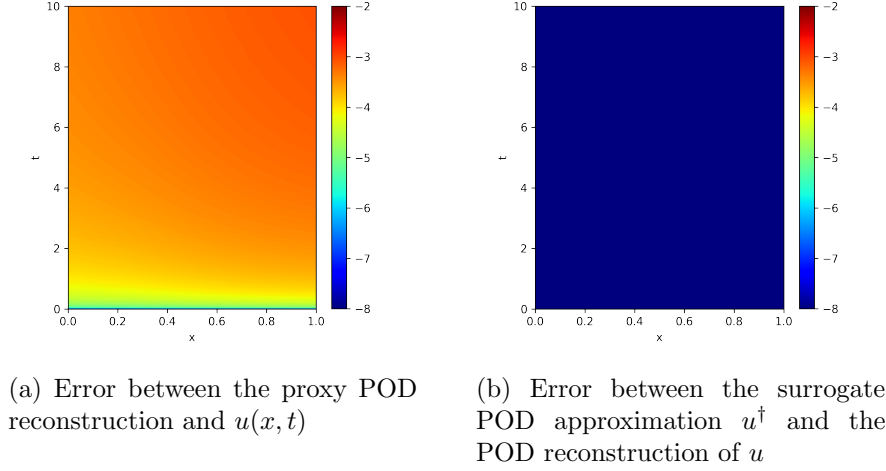 10
8
6
4
2
0
t
0.0 0.2 0.4 0.6 0.8 1.0
x
−2
−3
−4
−5
−6
−7
−8
10
8
6
4
2
0
t
0.0 0.2 0.4 0.6 0.8 1.0
x
−2
−3
−4
−5
−6
−7
−8
(a) Error between the proxy POD
reconstruction and u(x, t)
(b) Error between the surrogate
POD approximation u† and the
POD reconstruction of u